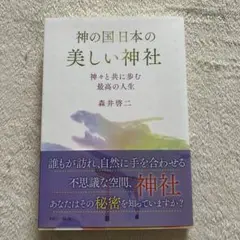 神の国日本の
美しい神社
神々と共に歩む
最高の人生
森井啓二
誰もが訪れ、自然に手を合わせる
不思議な空間、神社
あなたはその秘密を知っていますか?